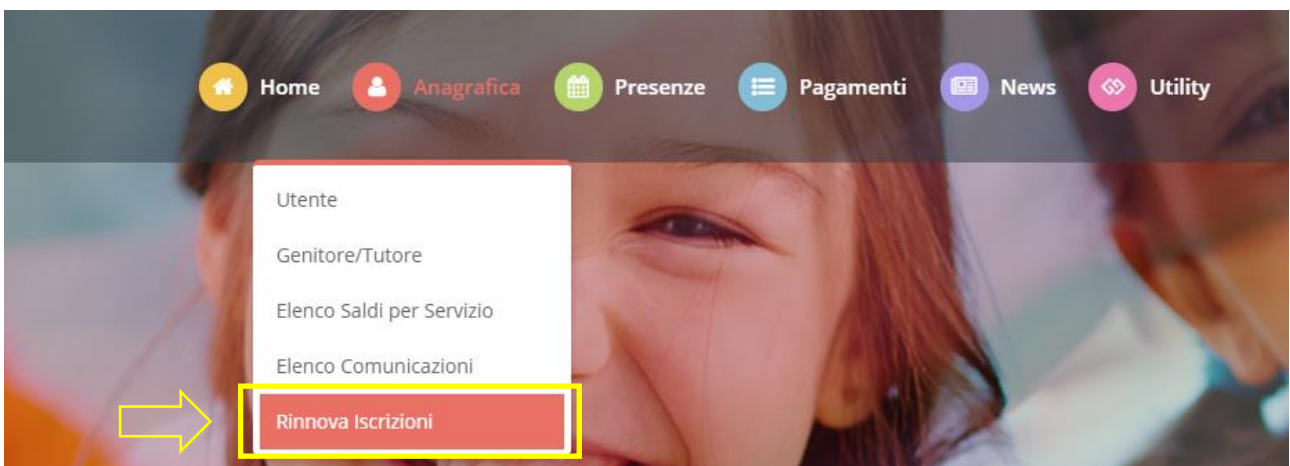 Home Anagrafica Presenze Pagamenti News Utility
Utente
Genitore/Tutore
Elenco Saldi per Servizio
Elenco Comunicazioni
Rinnova Iscrizioni